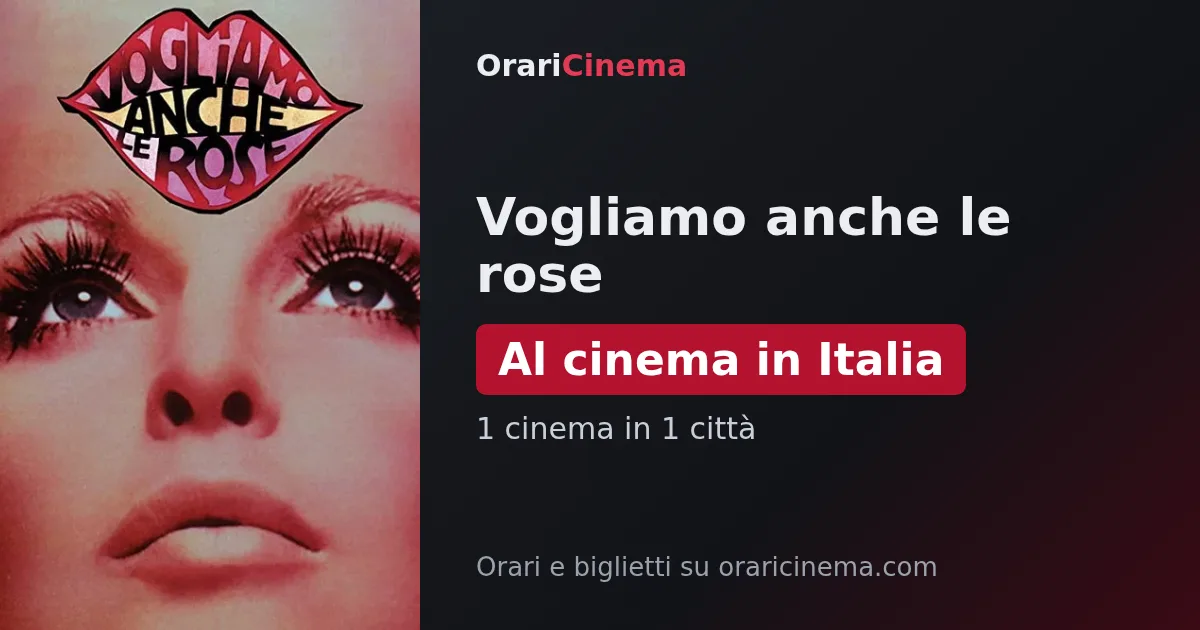 VOGLIAMO
ANCHE
LE ROSE
OrariCinema
Vogliamo anche le
rose
Al cinema in Italia
1 cinema in 1 città
Orari e biglietti su oraricinema.com